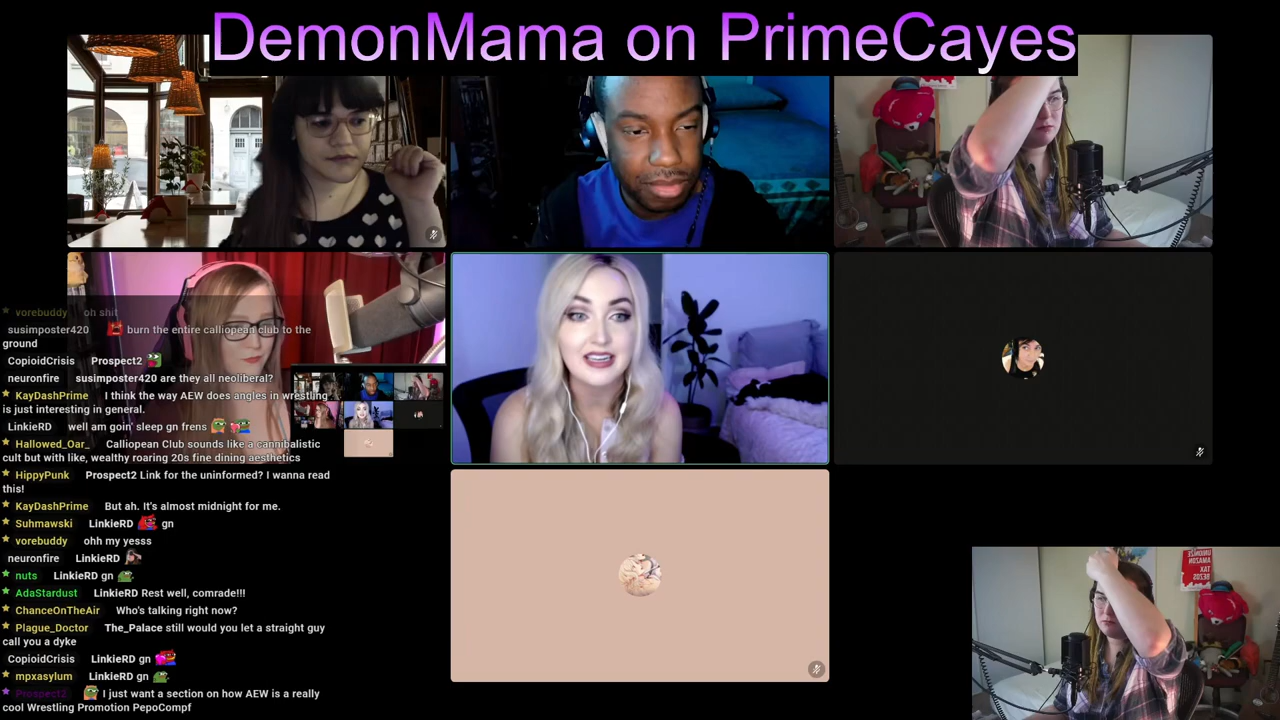 DemonMama on PrimeCayes
vorebuddy oh shit
susimposter420 burn the entire calliopean club to the
ground
CopioidCrisis Prospect2
neuronfire susimposter420 are they all neoliberal?
KayDashPrime I think the way AEW does angles in wrestling
is just interesting in general.
LinkieRD well am goin' sleep gn frens
Hallowed_Oar_ Calliopean Club sounds like a cannibalistic
cult but with like, wealthy roaring 20s fine dining aesthetics
HippyPunk Prospect2 Link for the uninformed? I wanna read
this!
KayDashPrime But ah. It's almost midnight for me.
Suhmawski LinkieRD gn
vorebuddy ohh my yesss
neuronfire LinkieRD
nuts LinkieRD gn
AdaStardust LinkieRD Rest well, comrade!!!
ChanceOnTheAir Who's talking right now?
Plague_Doctor The_Palace still would you let a straight guy
call you a dyke
CopioidCrisis LinkieRD gn
mpxasylum LinkieRD gn
Prospect2 I just want a section on how AEW is a really
cool Wrestling Promotion PepoCompf
UNIONIZE
AMAZON
TAX
BEZOS